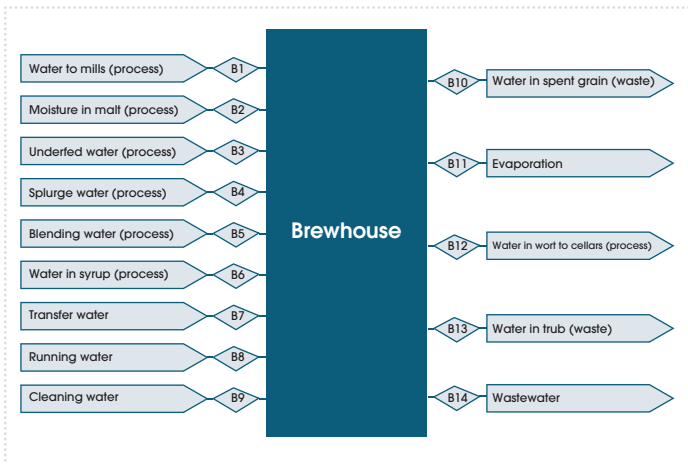 Water to mills (process)
B1
Moisture in malt (process)
B2
Underfed water (process)
B3
Splurge water (process)
B4
Blending water (process)
B5
Water in syrup (process)
B6
Transfer water
B7
Running water
B8
Cleaning water
B9
Brewhouse
B10
Water in spent grain (waste)
B11
Evaporation
B12
Water in wort to cellars (process)
B13
Water in trub (waste)
B14
Wastewater